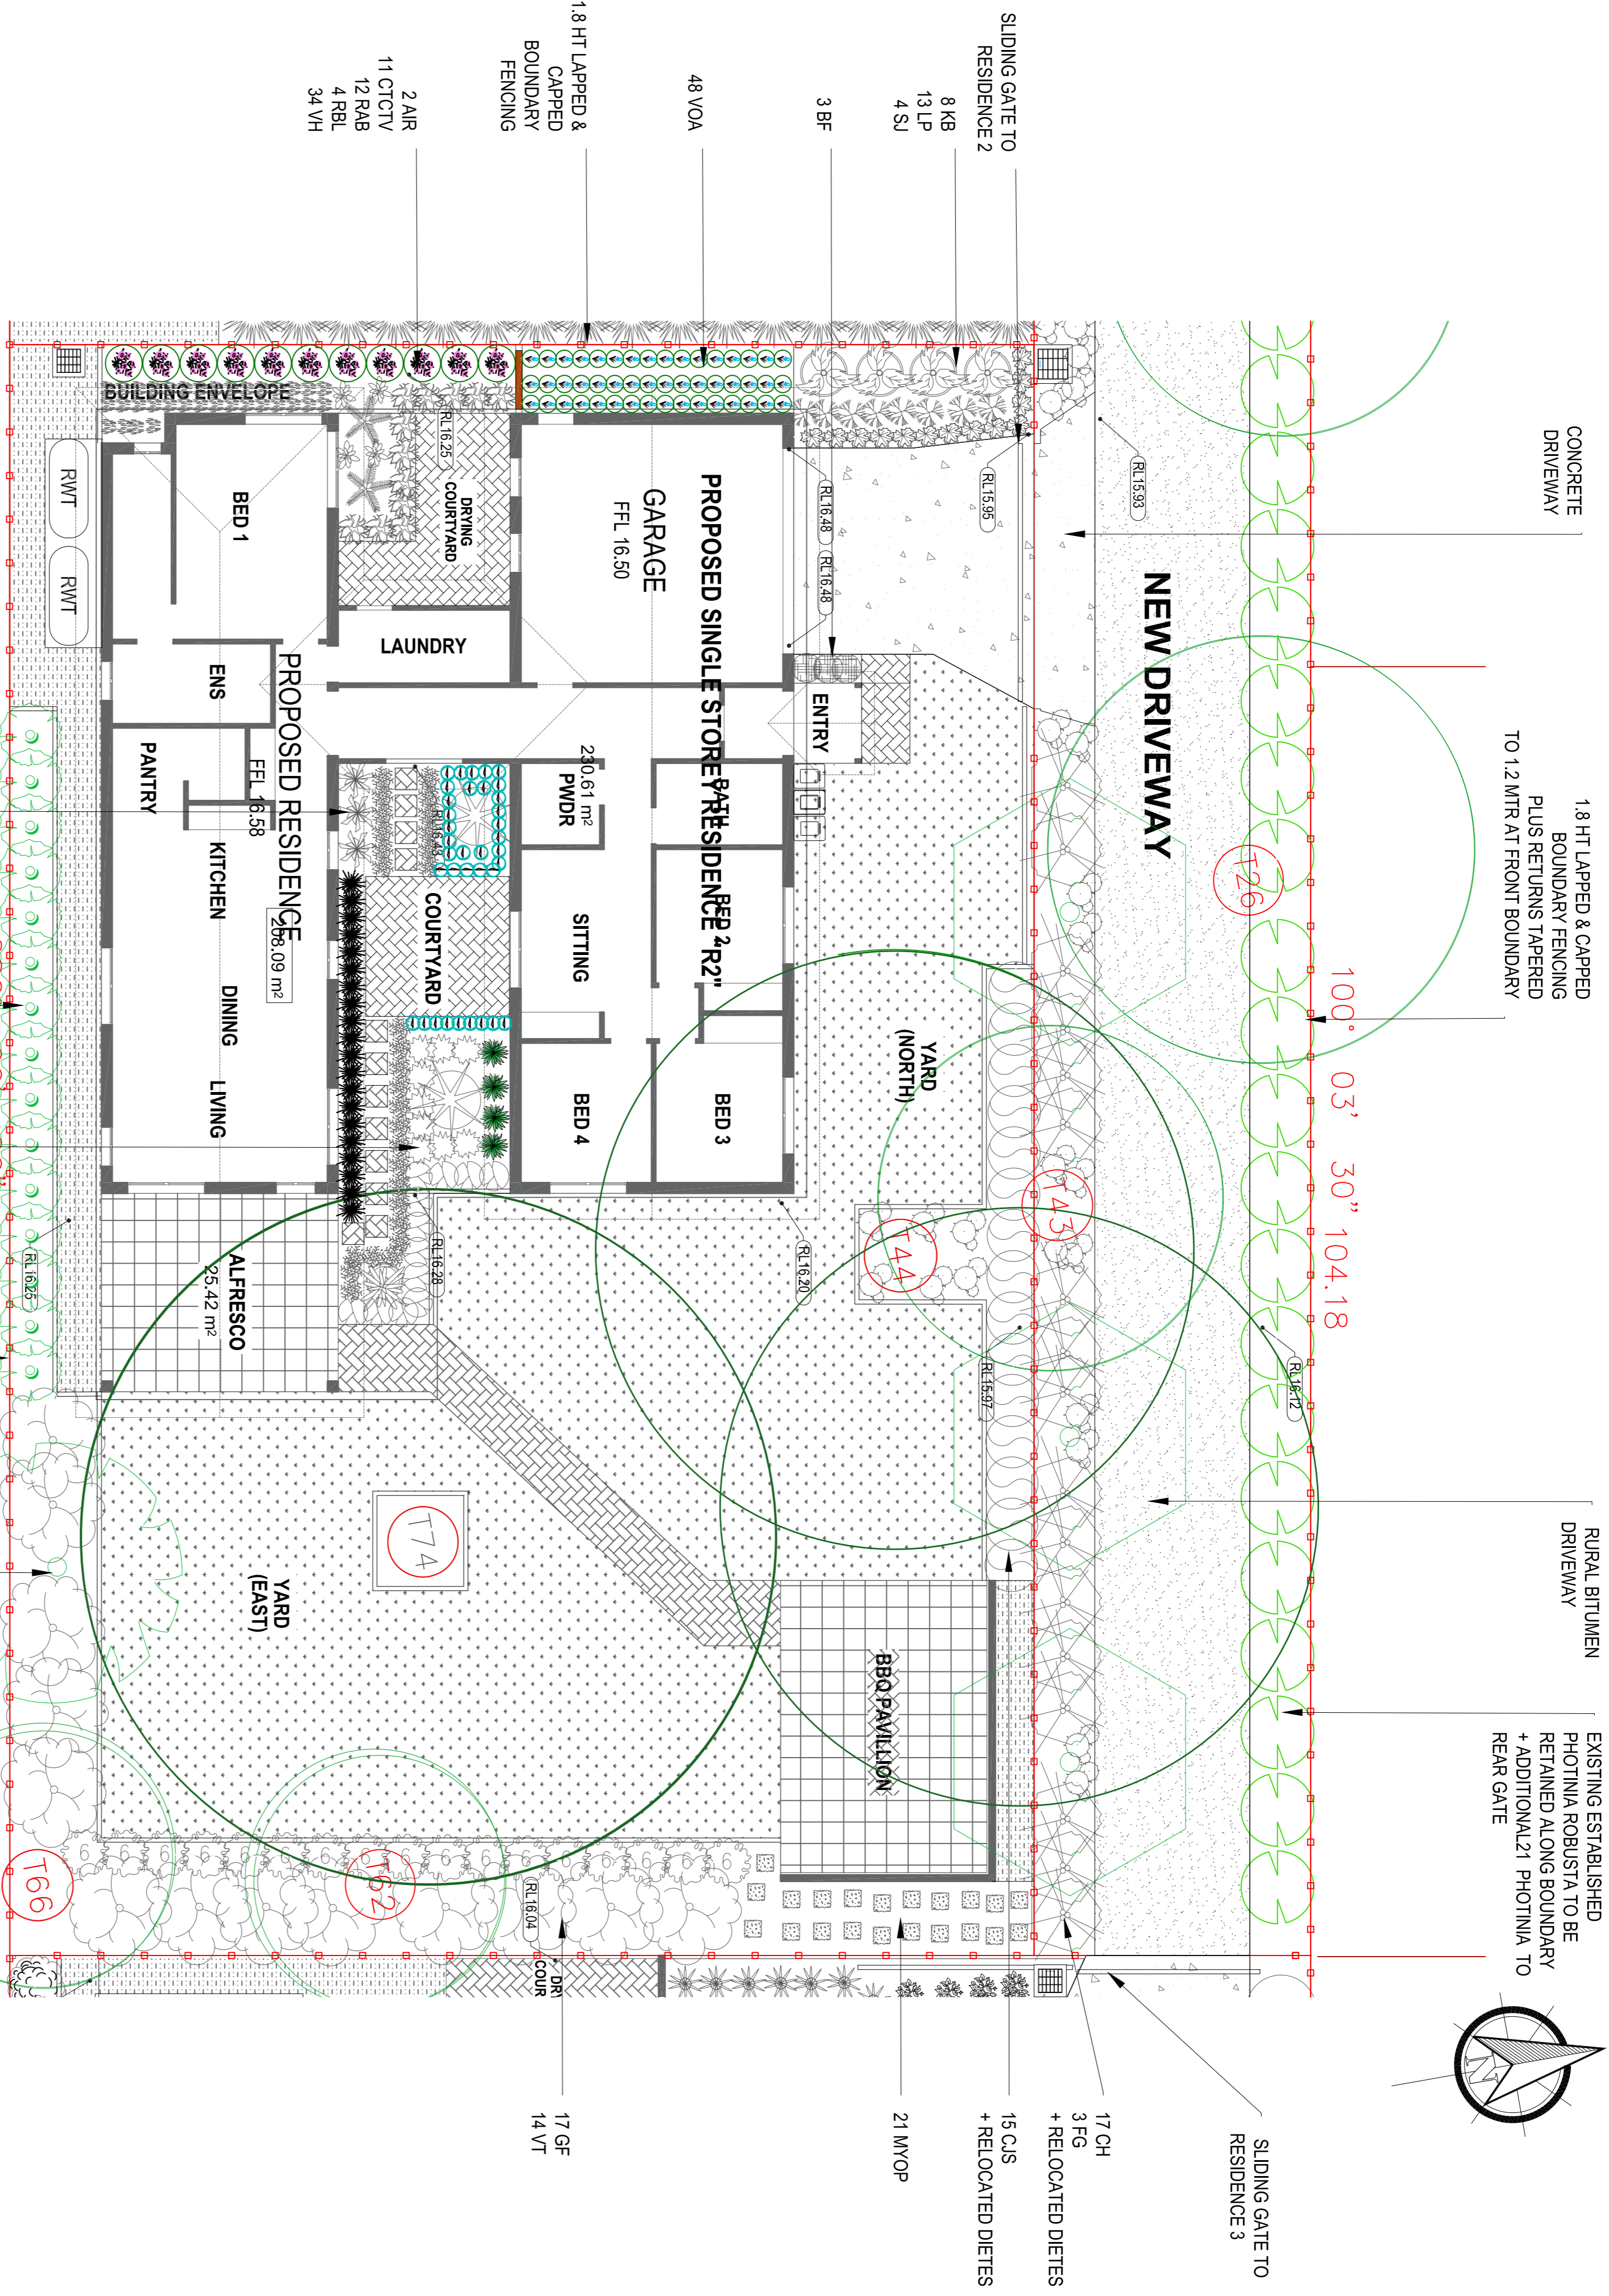 CONCRETE
DRIVEWAY
1.8 HT LAPPED & CAPPED
BOUNDARY FENCING
PLUS RETURNS TAPERED
TO 1.2 MTR AT FRONT BOUNDARY
RURAL BITUMEN
DRIVEWAY
EXISTING ESTABLISHED
PHOTINIA ROBUSTA TO BE
RETAINED ALONG BOUNDARY
+ ADDITIONAL21 PHOTINIA TO
REAR GATE
N
100° 03' 30" 104.18
SLIDING GATE TO
RESIDENCE 2
8 KB
13 LP
4 SJ
3 BF
48 VOA
1.8 HT LAPPED &
CAPPED
BOUNDARY
FENCING
2 AIR
11 CTCTV
12 RAB
4 RBL
34 VH
NEW DRIVEWAY
T26
RL16.12
RL15.93
RL15.95
RL16.48
RL16.48
T43
T44
RL15.97
YARD
(NORTH)
RL16.20
ENTRY
BBQ PAVILLION
PROPOSED SINGLE STOREY RESIDENCE "R2"
230.61 m²
GARAGE
FFL 16.50
BATH
BED 2
BED 3
PWDR
SITTING
BED 4
DRYING
COURTYARD
RL16.25
LAUNDRY
COURTYARD
RL16.28
T74
YARD
(EAST)
PROPOSED RESIDENCE
FFL 16.58
208.09 m²
BED 1
ENS
PANTRY
KITCHEN
DINING
LIVING
ALFRESCO
25.42 m²
BUILDING ENVELOPE
RWT
RWT
RL16.25
T62
T66
RL16.04
DRY
COUR
SLIDING GATE TO
RESIDENCE 3
17 CH
3 FG
+ RELOCATED DIETES
15 CJS
+ RELOCATED DIETES
21 MYOP
17 GF
14 VT